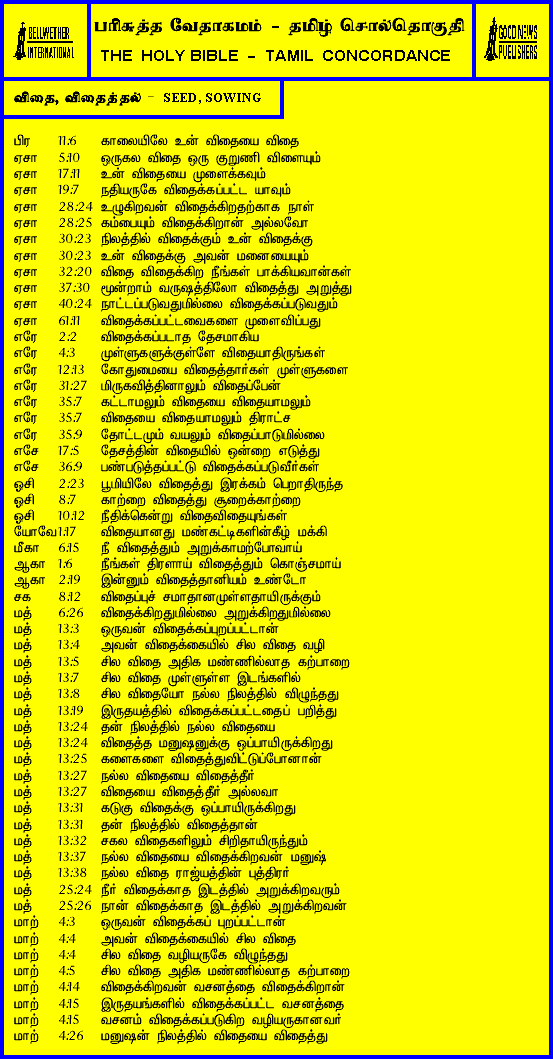 BELLWETHER
INTERNATIONAL
பரிசுத்த வேதாகமம் - தமிழ் சொல்தொகுதி
THE HOLY BIBLE - TAMIL CONCORDANCE
GOOD NEWS
PUBLISHERS
விதை, விதைத்தல் - SEED, SOWING
பிர 11:6 காலையிலே உன் விதையை விதை
ஏசா 5:10 ஒருகல விதை ஒரு குறுணி விளையும்
ஏசா 17:11 உன் விதையை முளைக்கவும்
ஏசா 19:7 நதியருகே விதைக்கப்பட்ட யாவும்
ஏசா 28:24 உழுகிறவன் விதைக்கிறதற்காக நாள்
ஏசா 28:25 கம்பையும் விதைக்கிறான் அல்லவோ
ஏசா 30:23 நிலத்தில் விதைக்கும் உன் விதைக்கு
ஏசா 30:23 உன் விதைக்கு அவன் மழையையும்
ஏசா 32:20 விதை விதைக்கிற நீங்கள் பாக்கியவான்கள்
ஏசா 37:30 மூன்றாம் வருஷத்திலோ விதைத்து அறுத்து
ஏசா 40:24 நாட்டப்படுவதுமில்லை விதைக்கப்படுவதும்
ஏசா 61:11 விதைக்கப்பட்டவைகளை முளைவிப்பது
எரே 2:2 விதைக்கப்படாத தேசமாகிய
எரே 4:3 முள்ளுகளுக்குள்ளே விதையாதிருங்கள்
எரே 12:13 கோதுமையை விதைத்தார்கள் முள்ளுகளை
எரே 31:27 மிருகவித்தினாலும் விதைப்பேன்
எரே 35:7 கட்டாமலும் விதையை விதையாமலும்
எரே 35:7 விதையை விதையாமலும் திராட்ச
எரே 35:9 தோட்டமும் வயலும் விதைப்பாடுமில்லை
எசே 17:5 தேசத்தின் விதையில் ஒன்றை எடுத்து
எசே 36:9 பண்படுத்தப்பட்டு விதைக்கப்படுவீர்கள்
ஓசி 2:23 பூமியிலே விதைத்து இரக்கம் பெறாதிருந்த
ஓசி 8:7 காற்றை விதைத்து சூறைக்காற்றை
ஓசி 10:12 நீதிக்கென்று விதைவிதையுங்கள்
யோவே 1:17 விதையானது மண்கட்டிகளின்கீழ் மக்கி
மீகா 6:15 நீ விதைத்தும் அறுக்காமற்போவாய்
ஆகா 1:6 நீங்கள் திரளாய் விதைத்தும் கொஞ்சமாய்
ஆகா 2:19 இன்னும் விதைத்தானியம் உண்டோ
சக 8:12 விதைப்புச் சமாதானமுள்ளதாயிருக்கும்
மத் 6:26 விதைக்கிறதுமில்லை அறுக்கிறதுமில்லை
மத் 13:3 ஒருவன் விதைக்கப்புறப்பட்டான்
மத் 13:4 அவன் விதைக்கையில் சில விதை வழி
மத் 13:5 சில விதை அதிக மண்ணில்லாத கற்பாறை
மத் 13:7 சில விதை முள்ளுள்ள இடங்களில்
மத் 13:8 சில விதையோ நல்ல நிலத்தில் விழுந்தது
மத் 13:19 இருதயத்தில் விதைக்கப்பட்டதைப் பறித்து
மத் 13:24 தன் நிலத்தில் நல்ல விதையை
மத் 13:24 விதைத்த மனுஷனுக்கு ஒப்பாயிருக்கிறது
மத் 13:25 களைகளை விதைத்துவிட்டுப்போனான்
மத் 13:27 நல்ல விதையை விதைத்தீர்
மத் 13:27 விதையை விதைத்தீர் அல்லவா
மத் 13:31 கடுகு விதைக்கு ஒப்பாயிருக்கிறது
மத் 13:31 தன் நிலத்தில் விதைத்தான்
மத் 13:32 சகல விதைகளிலும் சிறிதாயிருந்தும்
மத் 13:37 நல்ல விதையை விதைக்கிறவன் மனுஷ
மத் 13:38 நல்ல விதை ராஜ்யத்தின் புத்திரர்
மத் 25:24 நீர் விதைக்காத இடத்தில் அறுக்கிறவரும்
மத் 25:26 நான் விதைக்காத இடத்தில் அறுக்கிறவன்
மாற் 4:3 ஒருவன் விதைக்கப் புறப்பட்டான்
மாற் 4:4 அவன் விதைக்கையில் சில விதை
மாற் 4:4 சில விதை வழியருகே விழுந்தது
மாற் 4:5 சில விதை அதிக மண்ணில்லாத கற்பாறை
மாற் 4:14 விதைக்கிறவன் வசனத்தை விதைக்கிறான்
மாற் 4:15 இருதயங்களில் விதைக்கப்பட்ட வசனத்தை
மாற் 4:15 வசனம் விதைக்கப்படுகிற வழியருகானவர்
மாற் 4:26 மனுஷன் நிலத்தில் விதையை விதைத்து